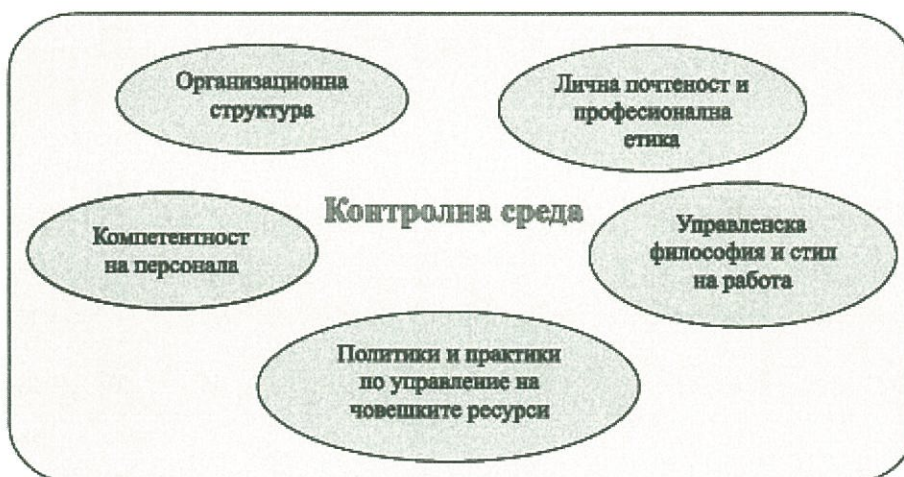 Организационна
структура
Лична почтеност и
професионална
етика
Контролна среда
Компетентност
на персонала
Управленска
философия и стил
на работа
Политики и практики
по управление на
човешките ресурси